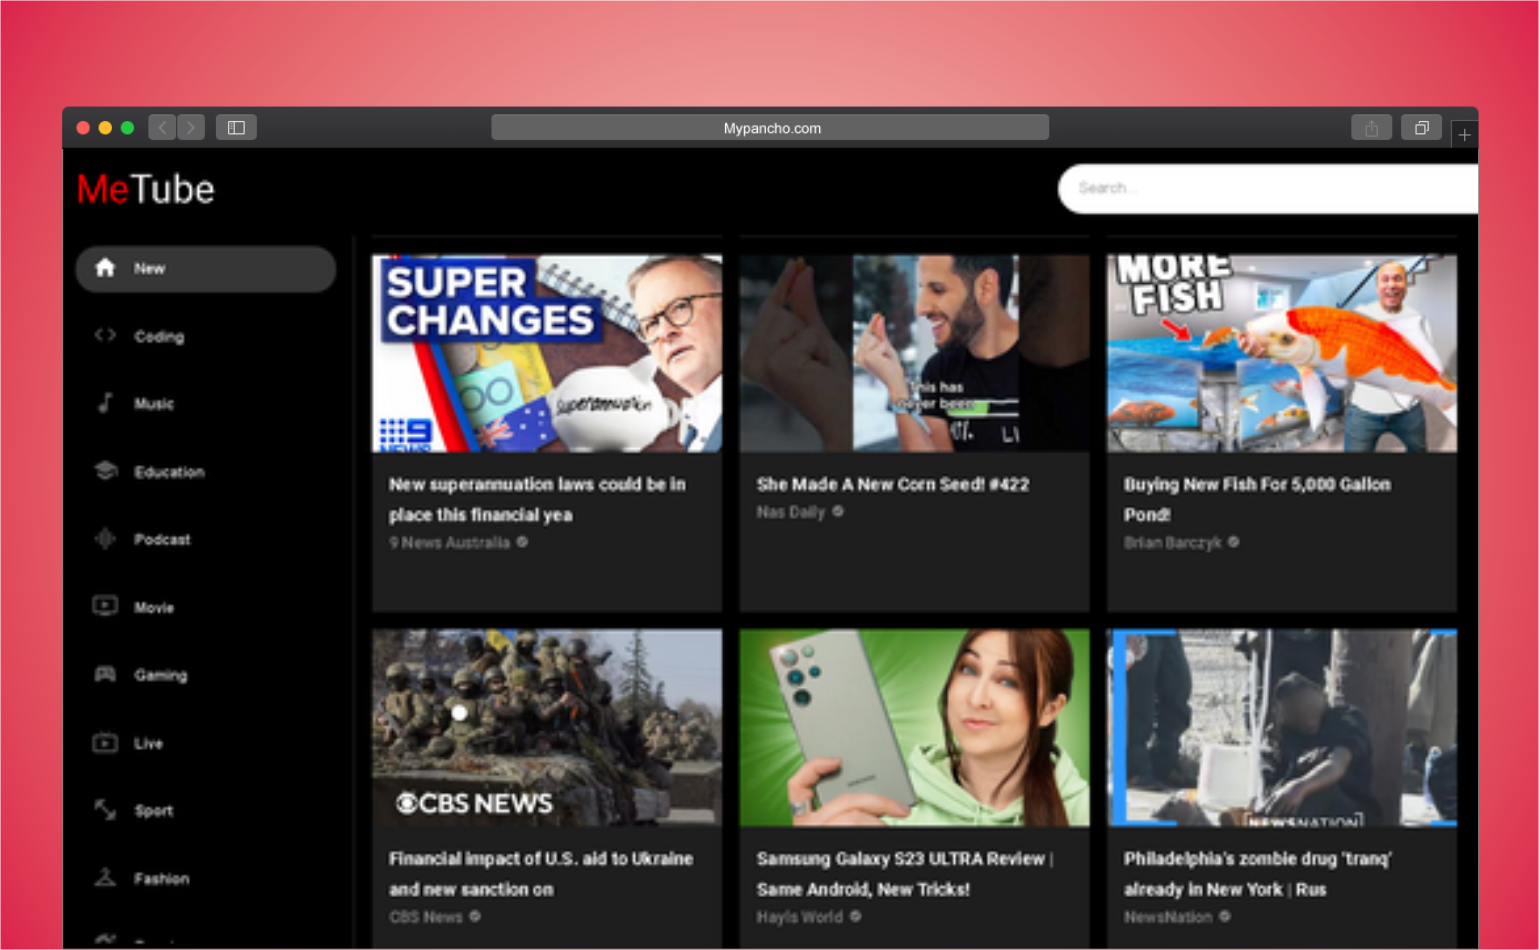 Mypancho.com
MeTube
Search...
New
Coding
Music
Education
Podcast
Movie
Gaming
Live
Sport
Fashion
SUPER
CHANGES
Superannuation
9
NEWS
New superannuation laws could be in
place this financial yea
9 News Australia
This has
never been
She Made A New Corn Seed! #422
Nas Daily
MORE
FISH
Buying New Fish For 5,000 Gallon
Pond!
Brian Barczyk
CBS NEWS
Financial impact of U.S. aid to Ukraine
and new sanction on
CBS News
SAMSUNG
Samsung Galaxy S23 ULTRA Review |
Same Android, New Tricks!
Hayls World
NEWSNATION
Philadelphia's zombie drug 'tranq'
already in New York | Rus
NewsNation